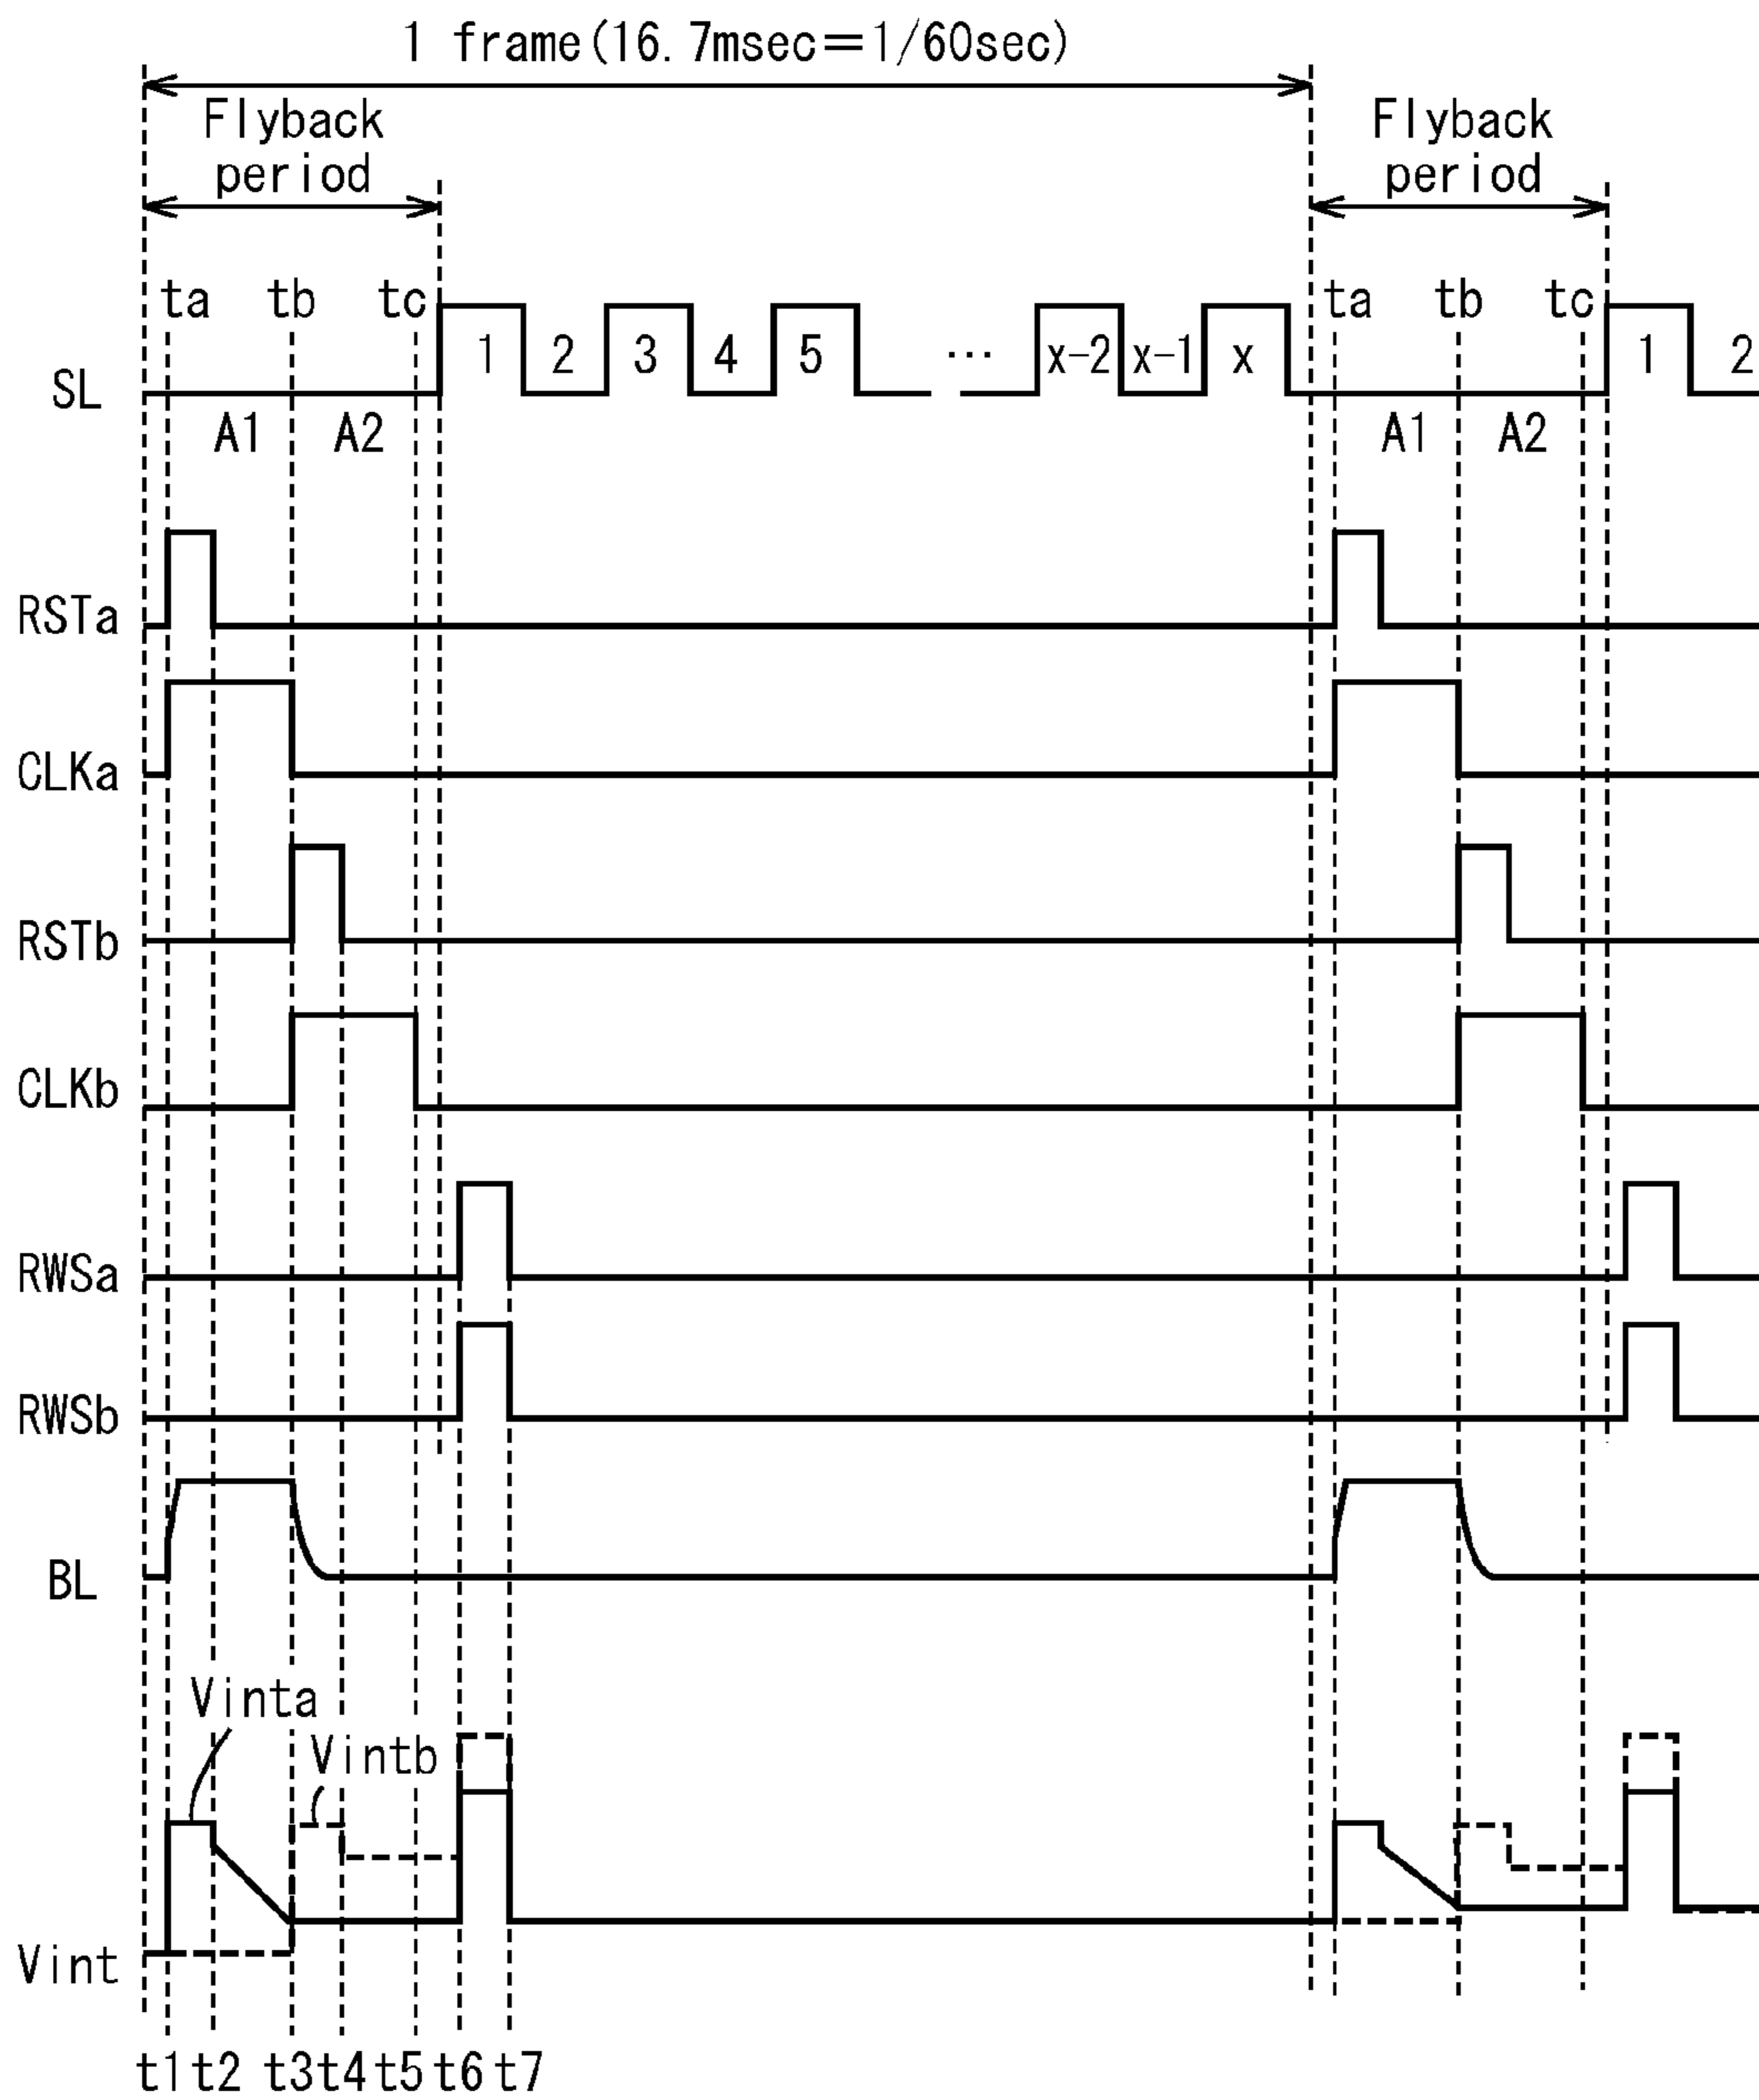 1 frame(16.7msec=1/60sec)
Flyback period Flyback period
ta tb tc ta tb tc
SL 1 2 3 4 5 ... x-2 x-1 x 1 2
A1 A2 A1 A2
RSTa
CLKa
RSTb
CLKb
RWSa
RWSb
BL
Vinta
Vintb
Vint
t1 t2 t3 t4 t5 t6 t7